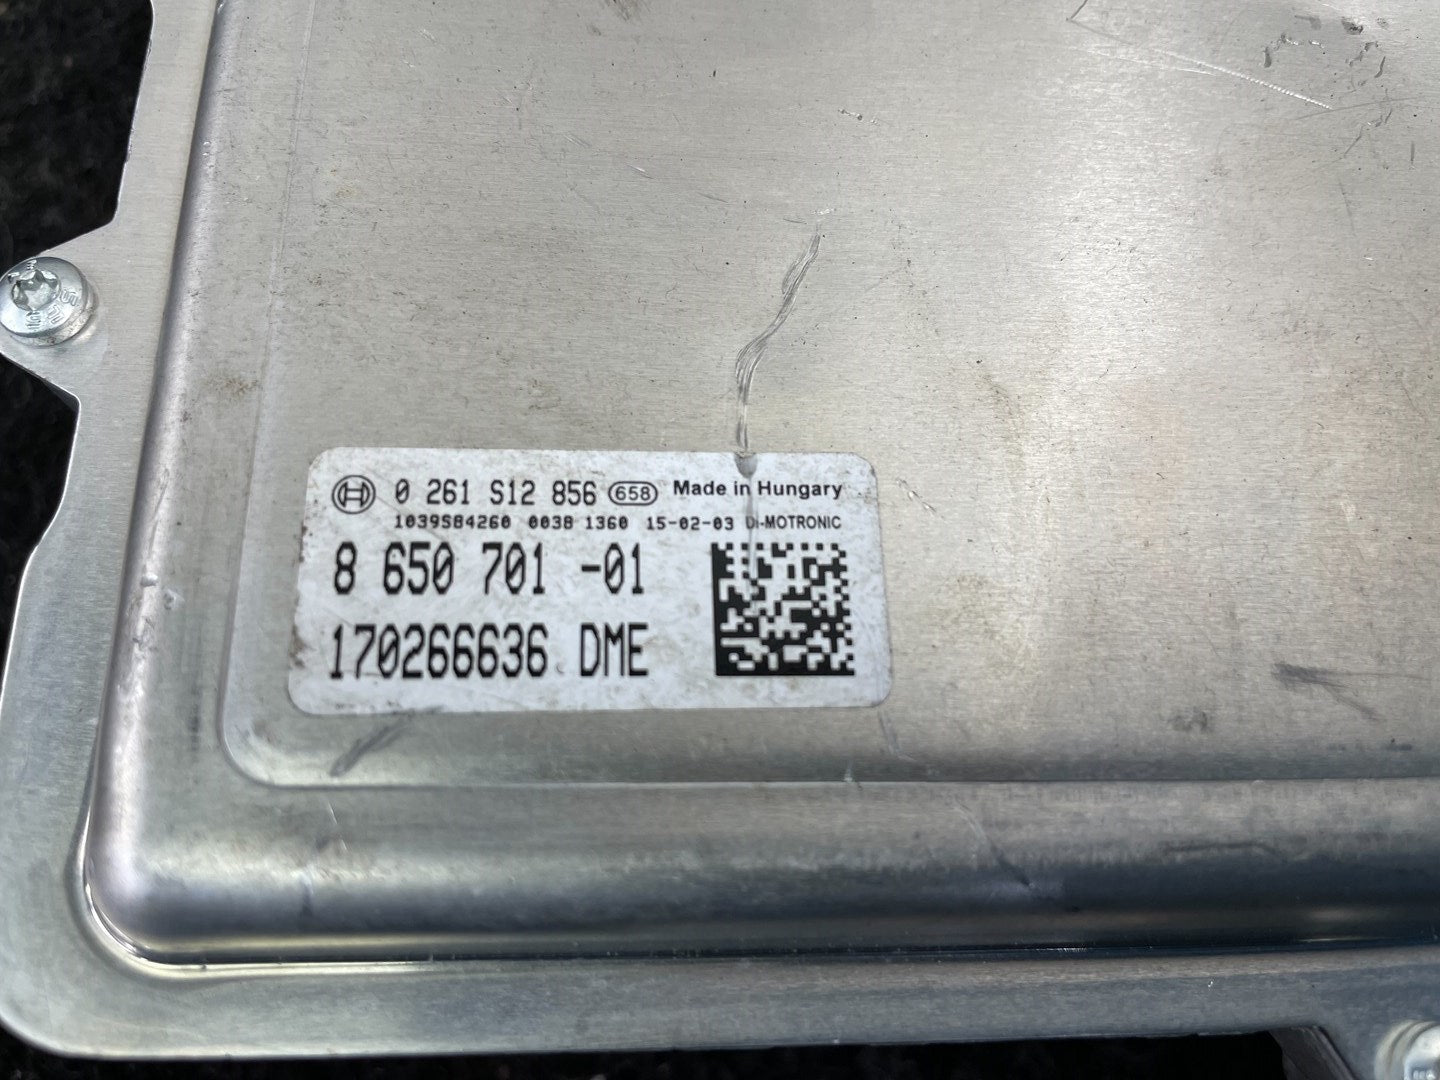 0 261 S12 856 658 Made in Hungary
1039S84260 0038 1360 15-02-03 DI-MOTRONIC
8 650 701 -01
170266636 DME